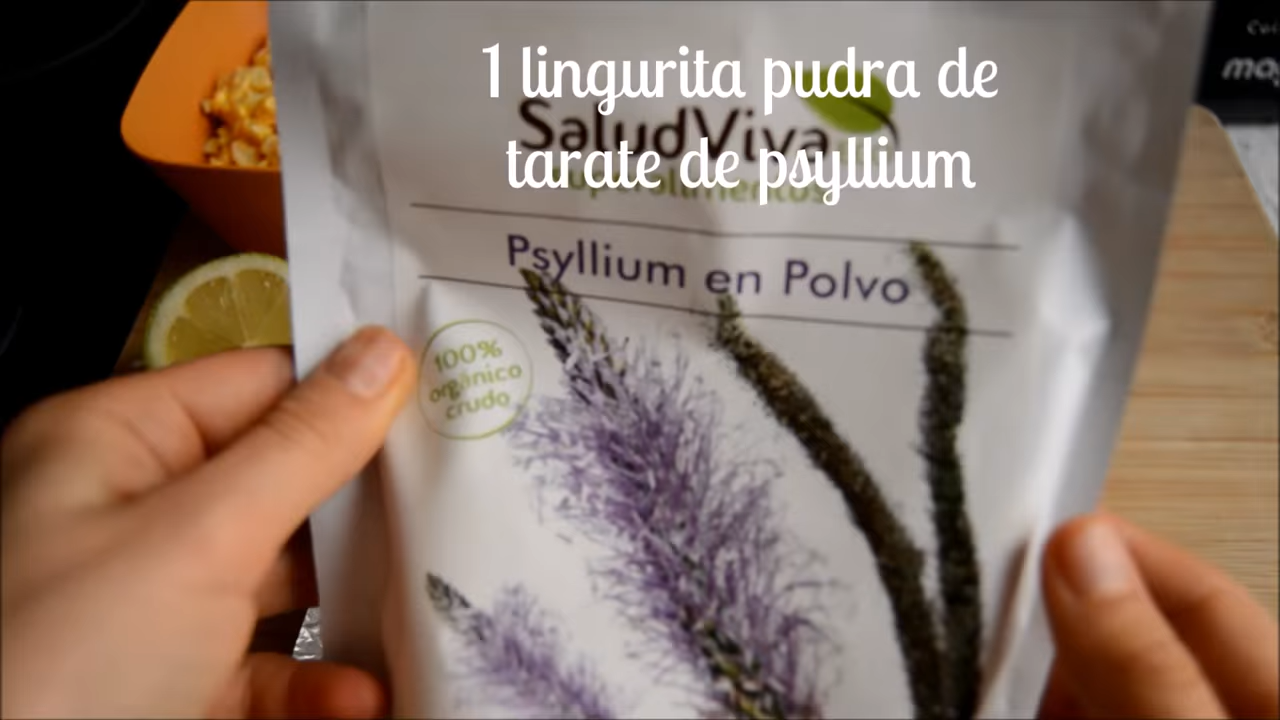 1 lingurita pudra de
SaludViva
tarate de psyllium
Psyllium en Polvo
100%
orgánico
crudo